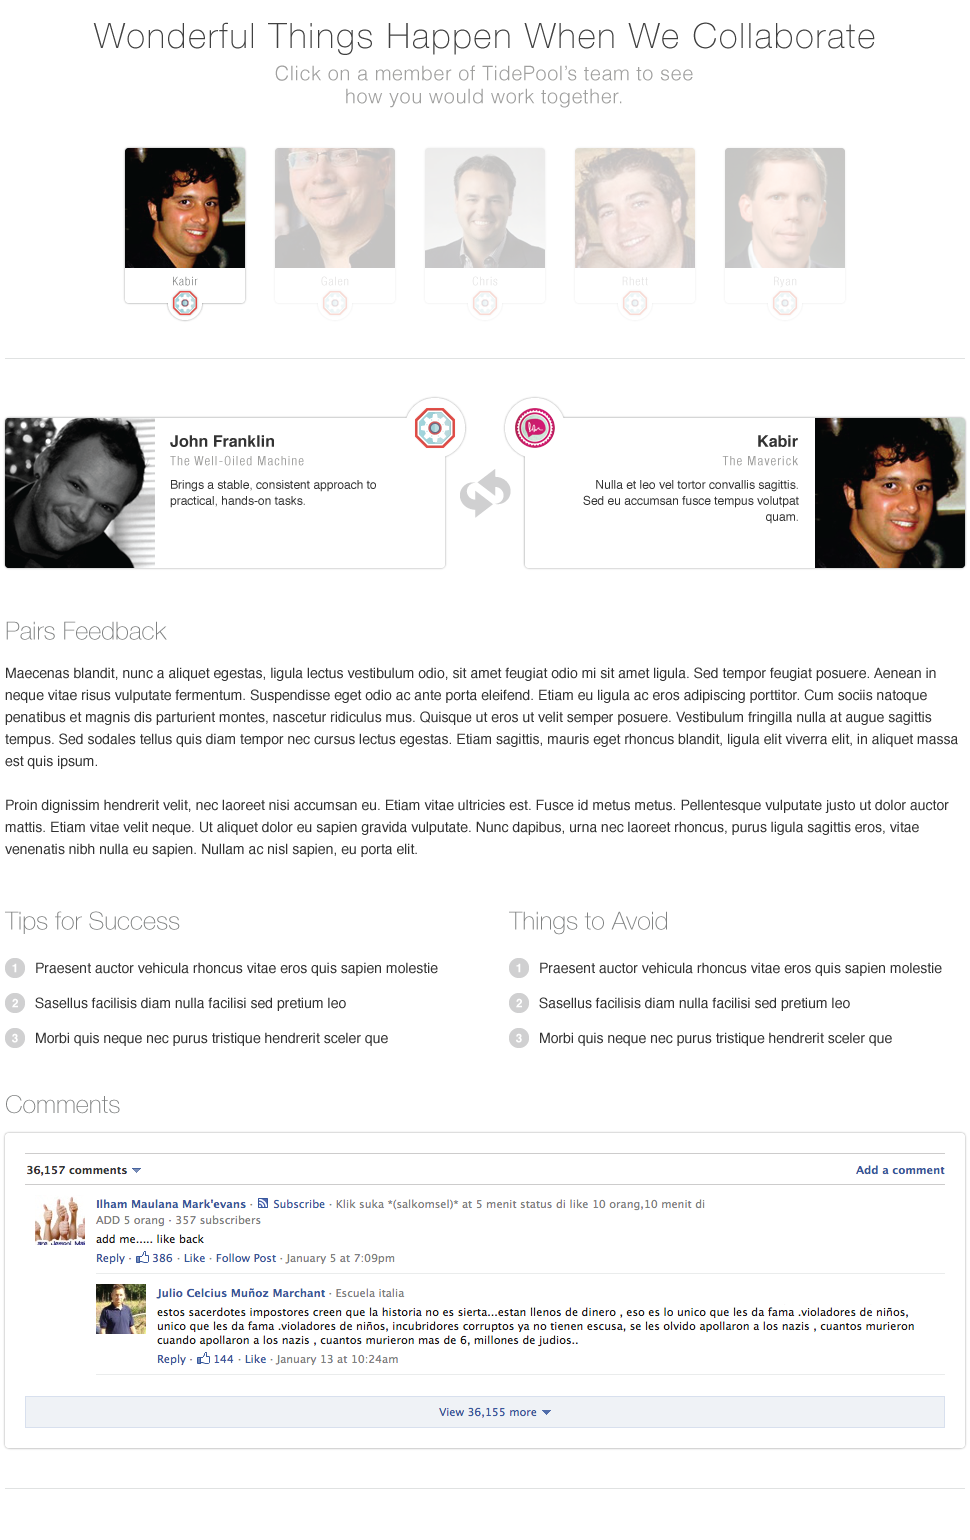 Wonderful Things Happen When We Collaborate
Click on a member of TidePool's team to see
how you would work together.
Kabir
Galen
Chris
Rhett
Ryan
John Franklin
The Well-Oiled Machine
Brings a stable, consistent approach to
practical, hands-on tasks.
Kabir
The Maverick
Nulla et leo vel tortor convallis sagittis.
Sed eu accumsan fusce tempus volutpat
quam.
Pairs Feedback
Maecenas blandit, nunc a aliquet egestas, ligula lectus vestibulum odio, sit amet feugiat odio mi sit amet ligula. Sed tempor feugiat posuere. Aenean in
neque vitae risus vulputate fermentum. Suspendisse eget odio ac ante porta eleifend. Etiam eu ligula ac eros adipiscing porttitor. Cum sociis natoque
penatibus et magnis dis parturient montes, nascetur ridiculus mus. Quisque ut eros ut velit semper posuere. Vestibulum fringilla nulla at augue sagittis
tempus. Sed sodales tellus quis diam tempor nec cursus lectus egestas. Etiam sagittis, mauris eget rhoncus blandit, ligula elit viverra elit, in aliquet massa
est quis ipsum.
Proin dignissim hendrerit velit, nec laoreet nisi accumsan eu. Etiam vitae ultricies est. Fusce id metus metus. Pellentesque vulputate justo ut dolor auctor
mattis. Etiam vitae velit neque. Ut aliquet dolor eu sapien gravida vulputate. Nunc dapibus, urna nec laoreet rhoncus, purus ligula sagittis eros, vitae
venenatis nibh nulla eu sapien. Nullam ac nisl sapien, eu porta elit.
Tips for Success
1 Praesent auctor vehicula rhoncus vitae eros quis sapien molestie
2 Sasellus facilisis diam nulla facilisi sed pretium leo
3 Morbi quis neque nec purus tristique hendrerit sceler que
Things to Avoid
1 Praesent auctor vehicula rhoncus vitae eros quis sapien molestie
2 Sasellus facilisis diam nulla facilisi sed pretium leo
3 Morbi quis neque nec purus tristique hendrerit sceler que
Comments
36,157 comments
Add a comment
Ilham Maulana Mark'evans · Subscribe · Klik suka *(salkomsel)* at 5 menit status di like 10 orang,10 menit di
ADD 5 orang · 357 subscribers
add me..... like back
Reply · 386 · Like · Follow Post · January 5 at 7:09pm
Julio Celcius Muñoz Marchant · Escuela italia
estos sacerdotes impostores creen que la historia no es sierta...estan llenos de dinero , eso es lo unico que les da fama .violadores de niños,
unico que les da fama .violadores de niños, incubridores corruptos ya no tienen escusa, se les olvido apollaron a los nazis , cuantos murieron
cuando apollaron a los nazis , cuantos murieron mas de 6, millones de judios..
Reply · 144 · Like · January 13 at 10:24am
View 36,155 more